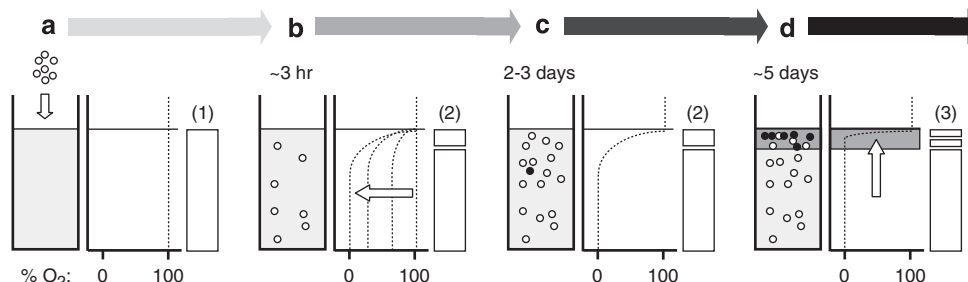 a b c d
~3 hr 2-3 days ~5 days
(1) (2) (2) (3)
% O₂: 0 100 0 100 0 100 0 100